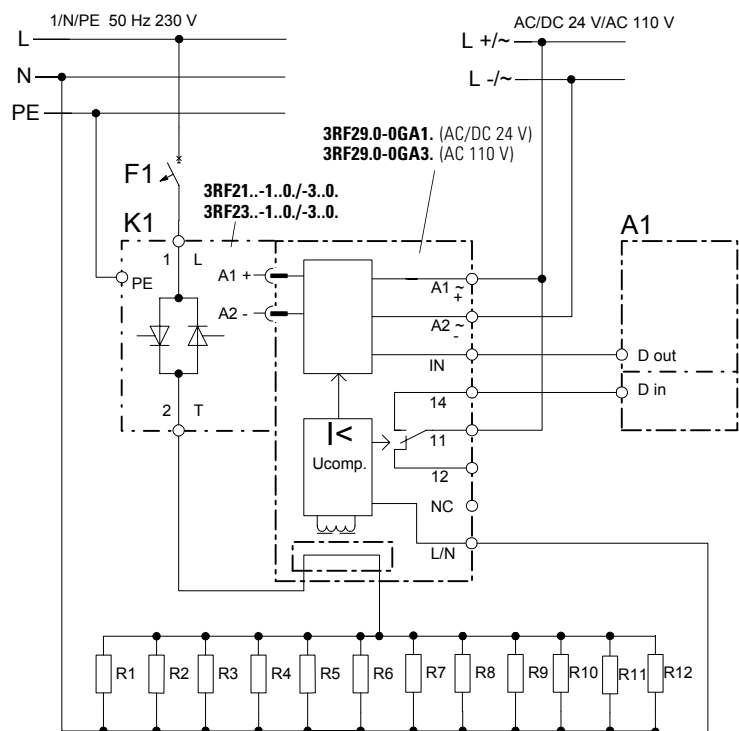 1/N/PE 50 Hz 230 V
AC/DC 24 V/AC 110 V
L
L +/~
N
L -/~
PE
3RF29.0-0GA1. (AC/DC 24 V)
3RF29.0-0GA3. (AC 110 V)
F1
3RF21..-1..0./-3..0.
3RF23..-1..0./-3..0.
K1
A1
1 L
PE
A1 +
A1 ~
+
A2 -
A2 ~
-
IN
D out
14
D in
2 T
I<
Ucomp.
11
12
NC
L/N
R1 R2 R3 R4 R5 R6 R7 R8 R9 R10 R11 R12